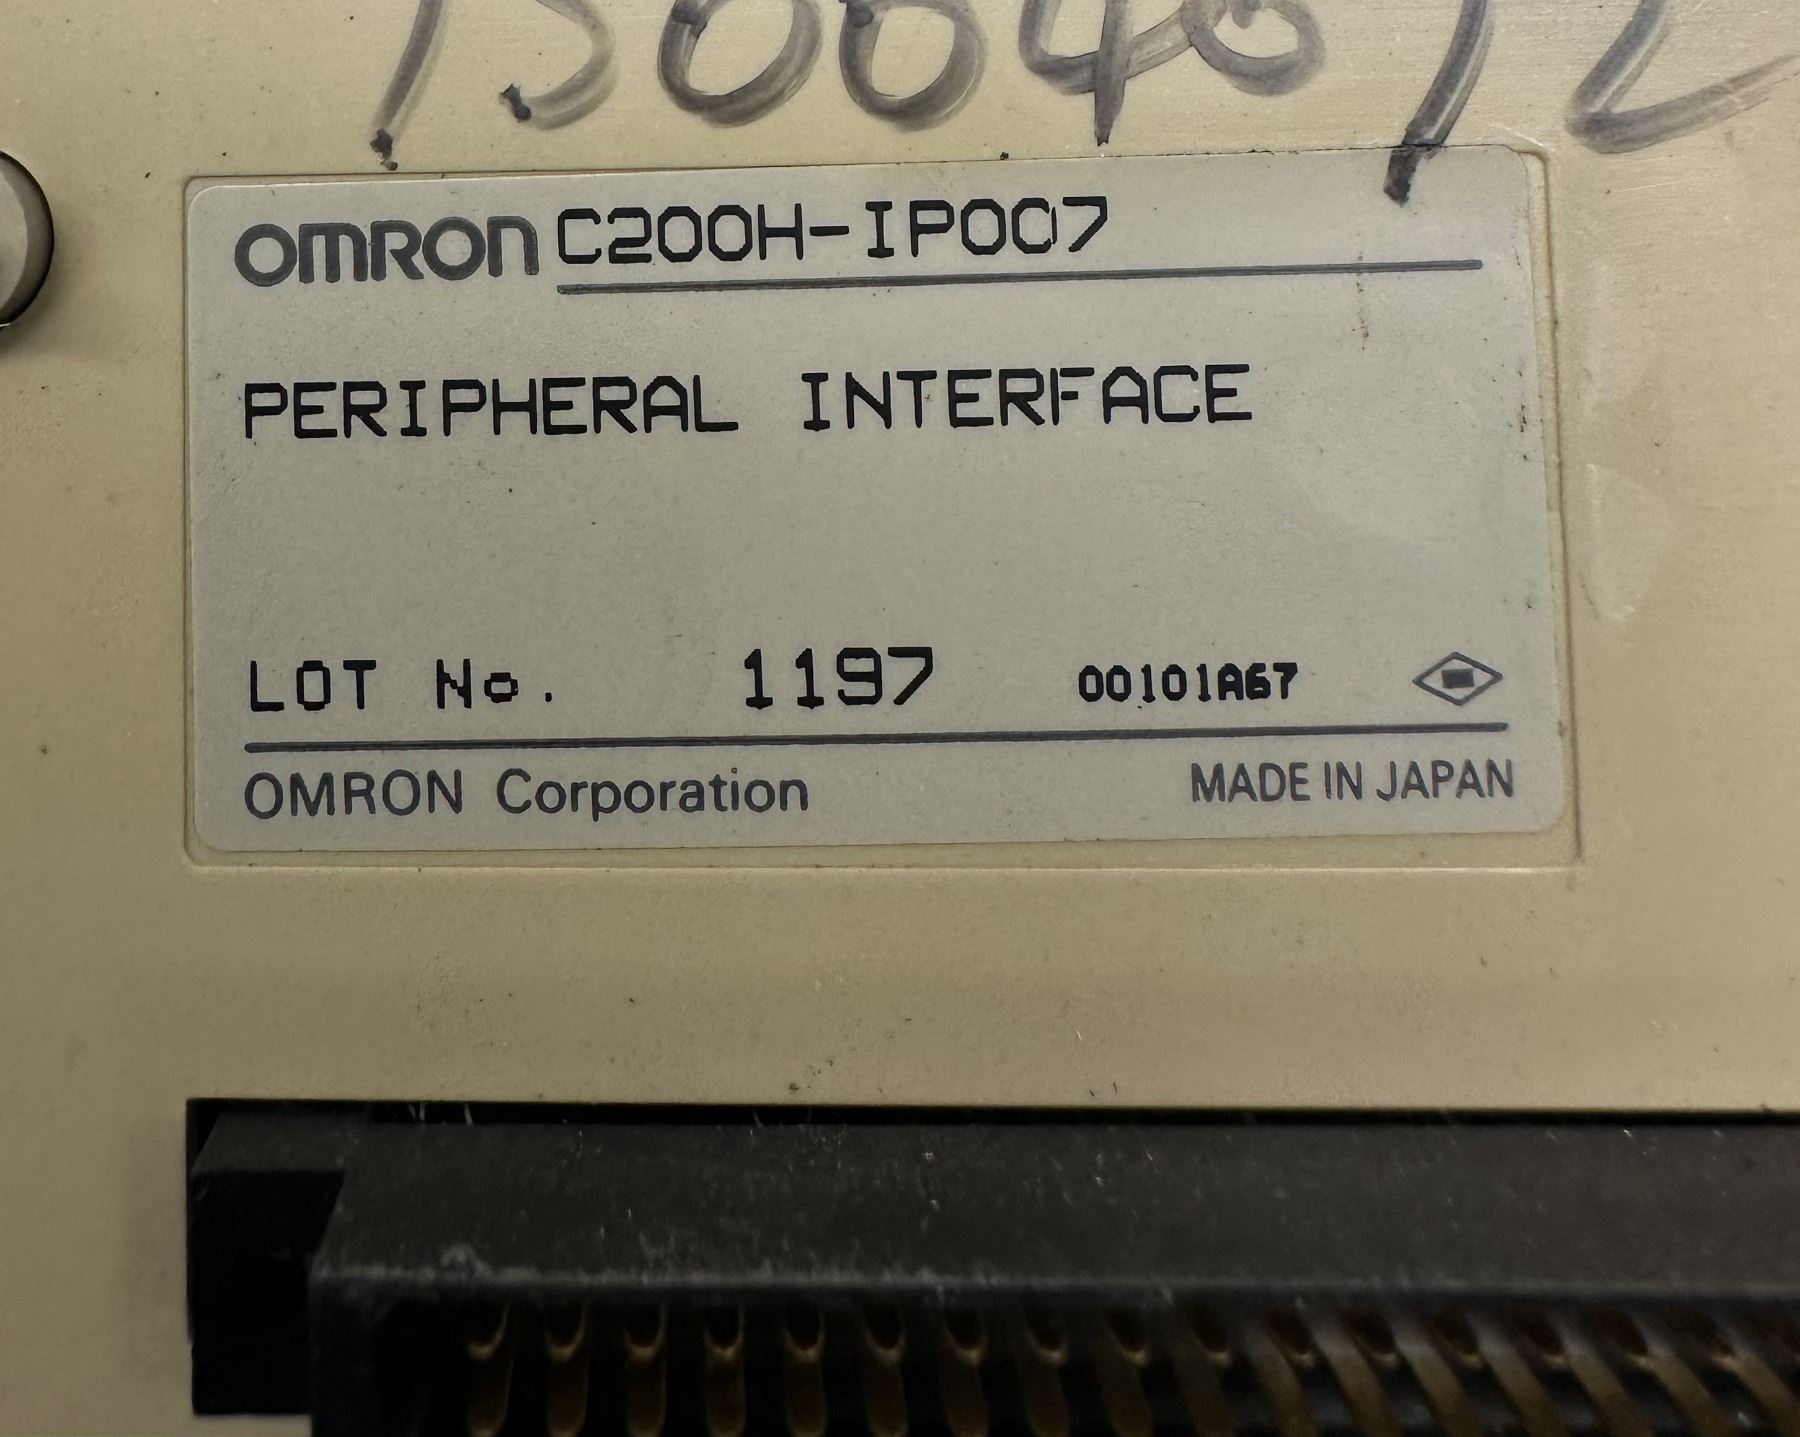 OMRON C200H-IP007
PERIPHERAL INTERFACE
LOT No. 1197 00101A67
OMRON Corporation MADE IN JAPAN